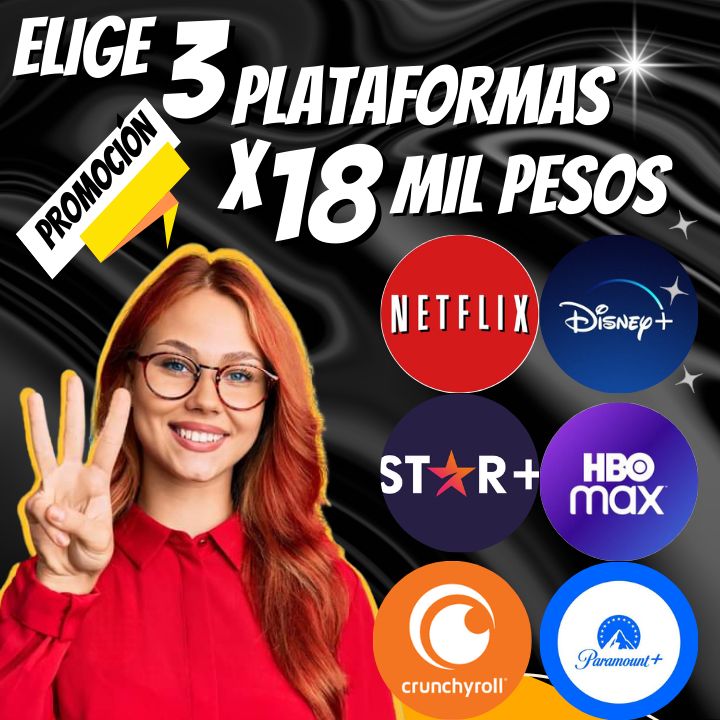 ELIGE 3 PLATAFORMAS
X18 MIL PESOS
PROMOCIÓN
NETFLIX
Disney+
STAR+
HBO
max
crunchyroll
Paramount+